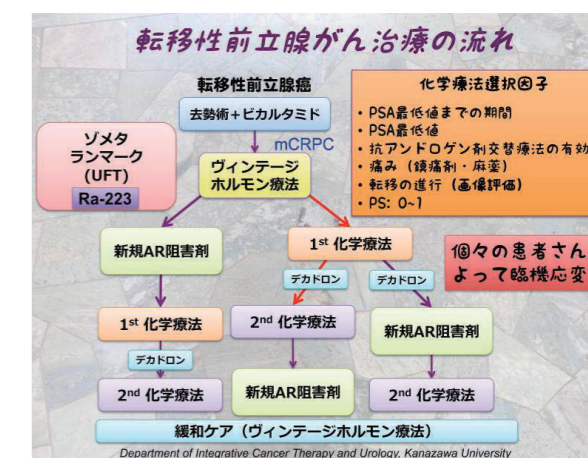 転移性前立腺がん治療の流れ
転移性前立腺癌
去勢術+ビカルタミド
mCRPC
ヴィンテージ
ホルモン療法
ゾメタ
ランマーク
(UFT)
Ra-223
化学療法選択因子
・PSA最低値までの期間
・PSA最低値
・抗アンドロゲン剤交替療法の有効
・痛み(鎮痛剤・麻薬)
・転移の進行(画像評価)
・PS: 0~1
新規AR阻害剤
1st 化学療法
個々の患者さん
よって臨機応変
デカドロン
デカドロン
1st 化学療法
2nd 化学療法
新規AR阻害剤
デカドロン
2nd 化学療法
新規AR阻害剤
2nd 化学療法
緩和ケア(ヴィンテージホルモン療法)
Department of Integrative Cancer Therapy and Urology, Kanazawa University